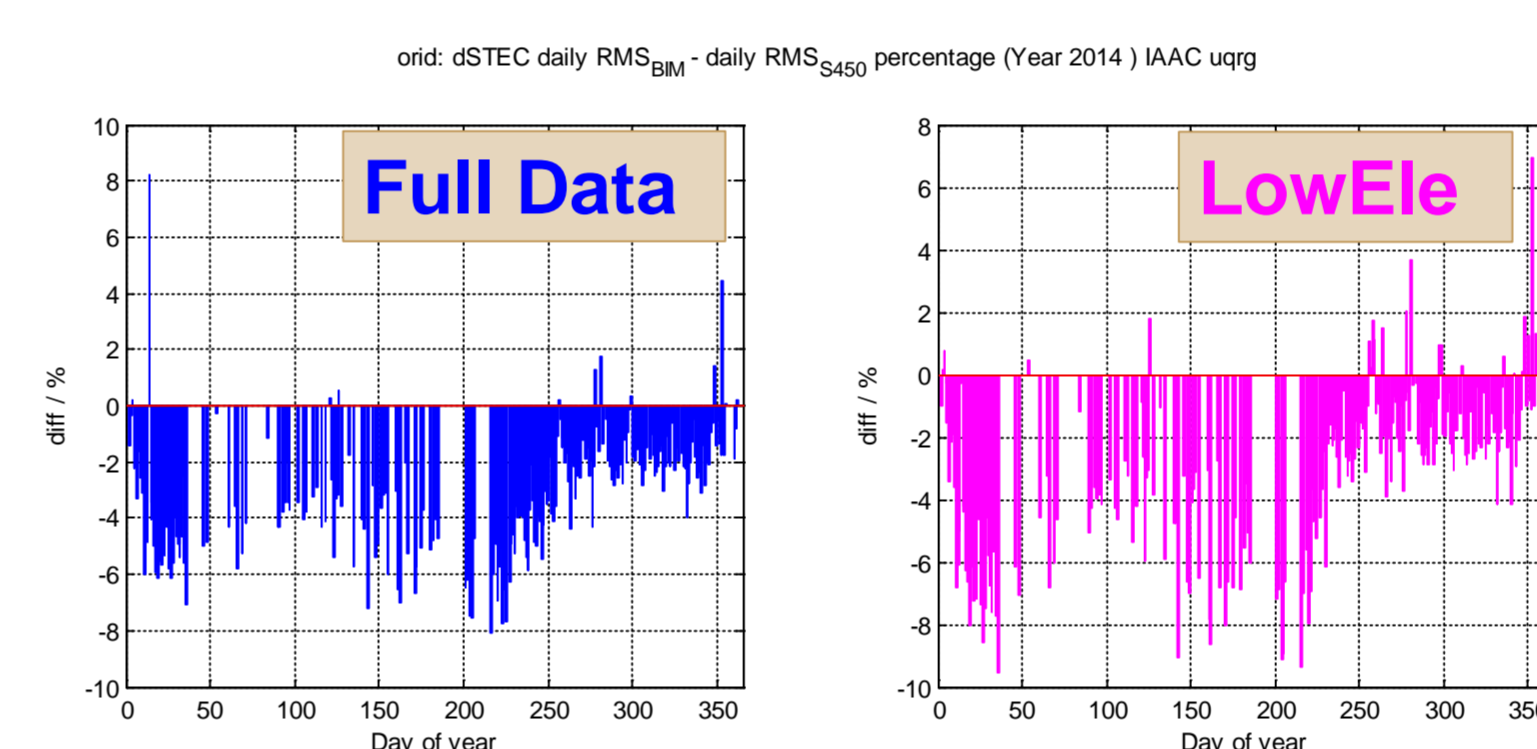 orid: dSTEC daily RMS_BIM - daily RMS_S450 percentage (Year 2014 ) IAAC uqrg
Full Data
10
8
6
4
2
0
-2
-4
-6
-8
-10
diff / %
0 50 100 150 200 250 300 350
Day of year
LowEle
8
6
4
2
0
-2
-4
-6
-8
-10
diff / %
0 50 100 150 200 250 300
Day of year